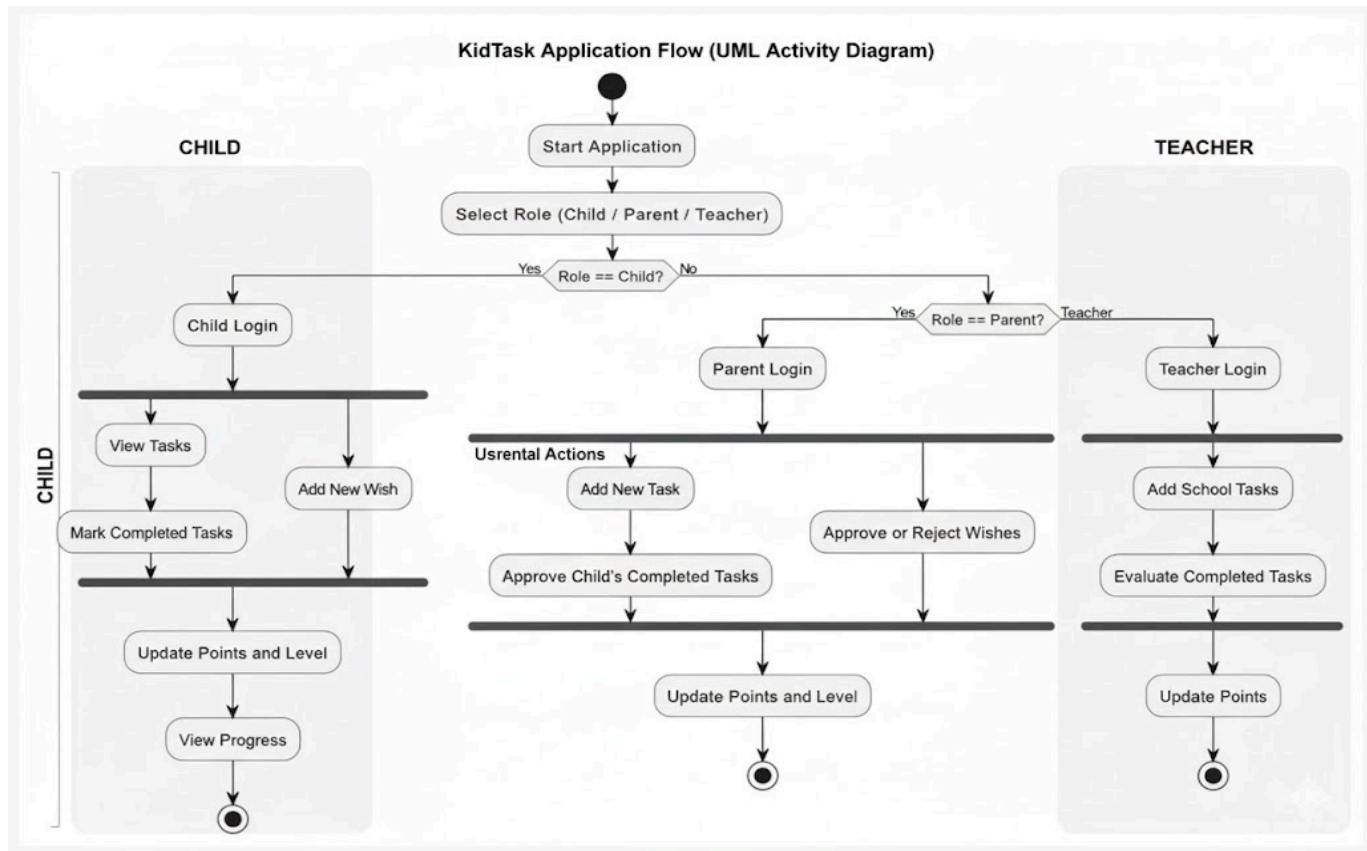 KidTask Application Flow (UML Activity Diagram)
Start Application
Select Role (Child / Parent / Teacher)
Role == Child?
Yes
No
CHILD
CHILD
Child Login
View Tasks
Mark Completed Tasks
Add New Wish
Update Points and Level
View Progress
Role == Parent?
Yes
Teacher
Parent Login
Usrental Actions
Add New Task
Approve Child's Completed Tasks
Approve or Reject Wishes
Update Points and Level
TEACHER
Teacher Login
Add School Tasks
Evaluate Completed Tasks
Update Points